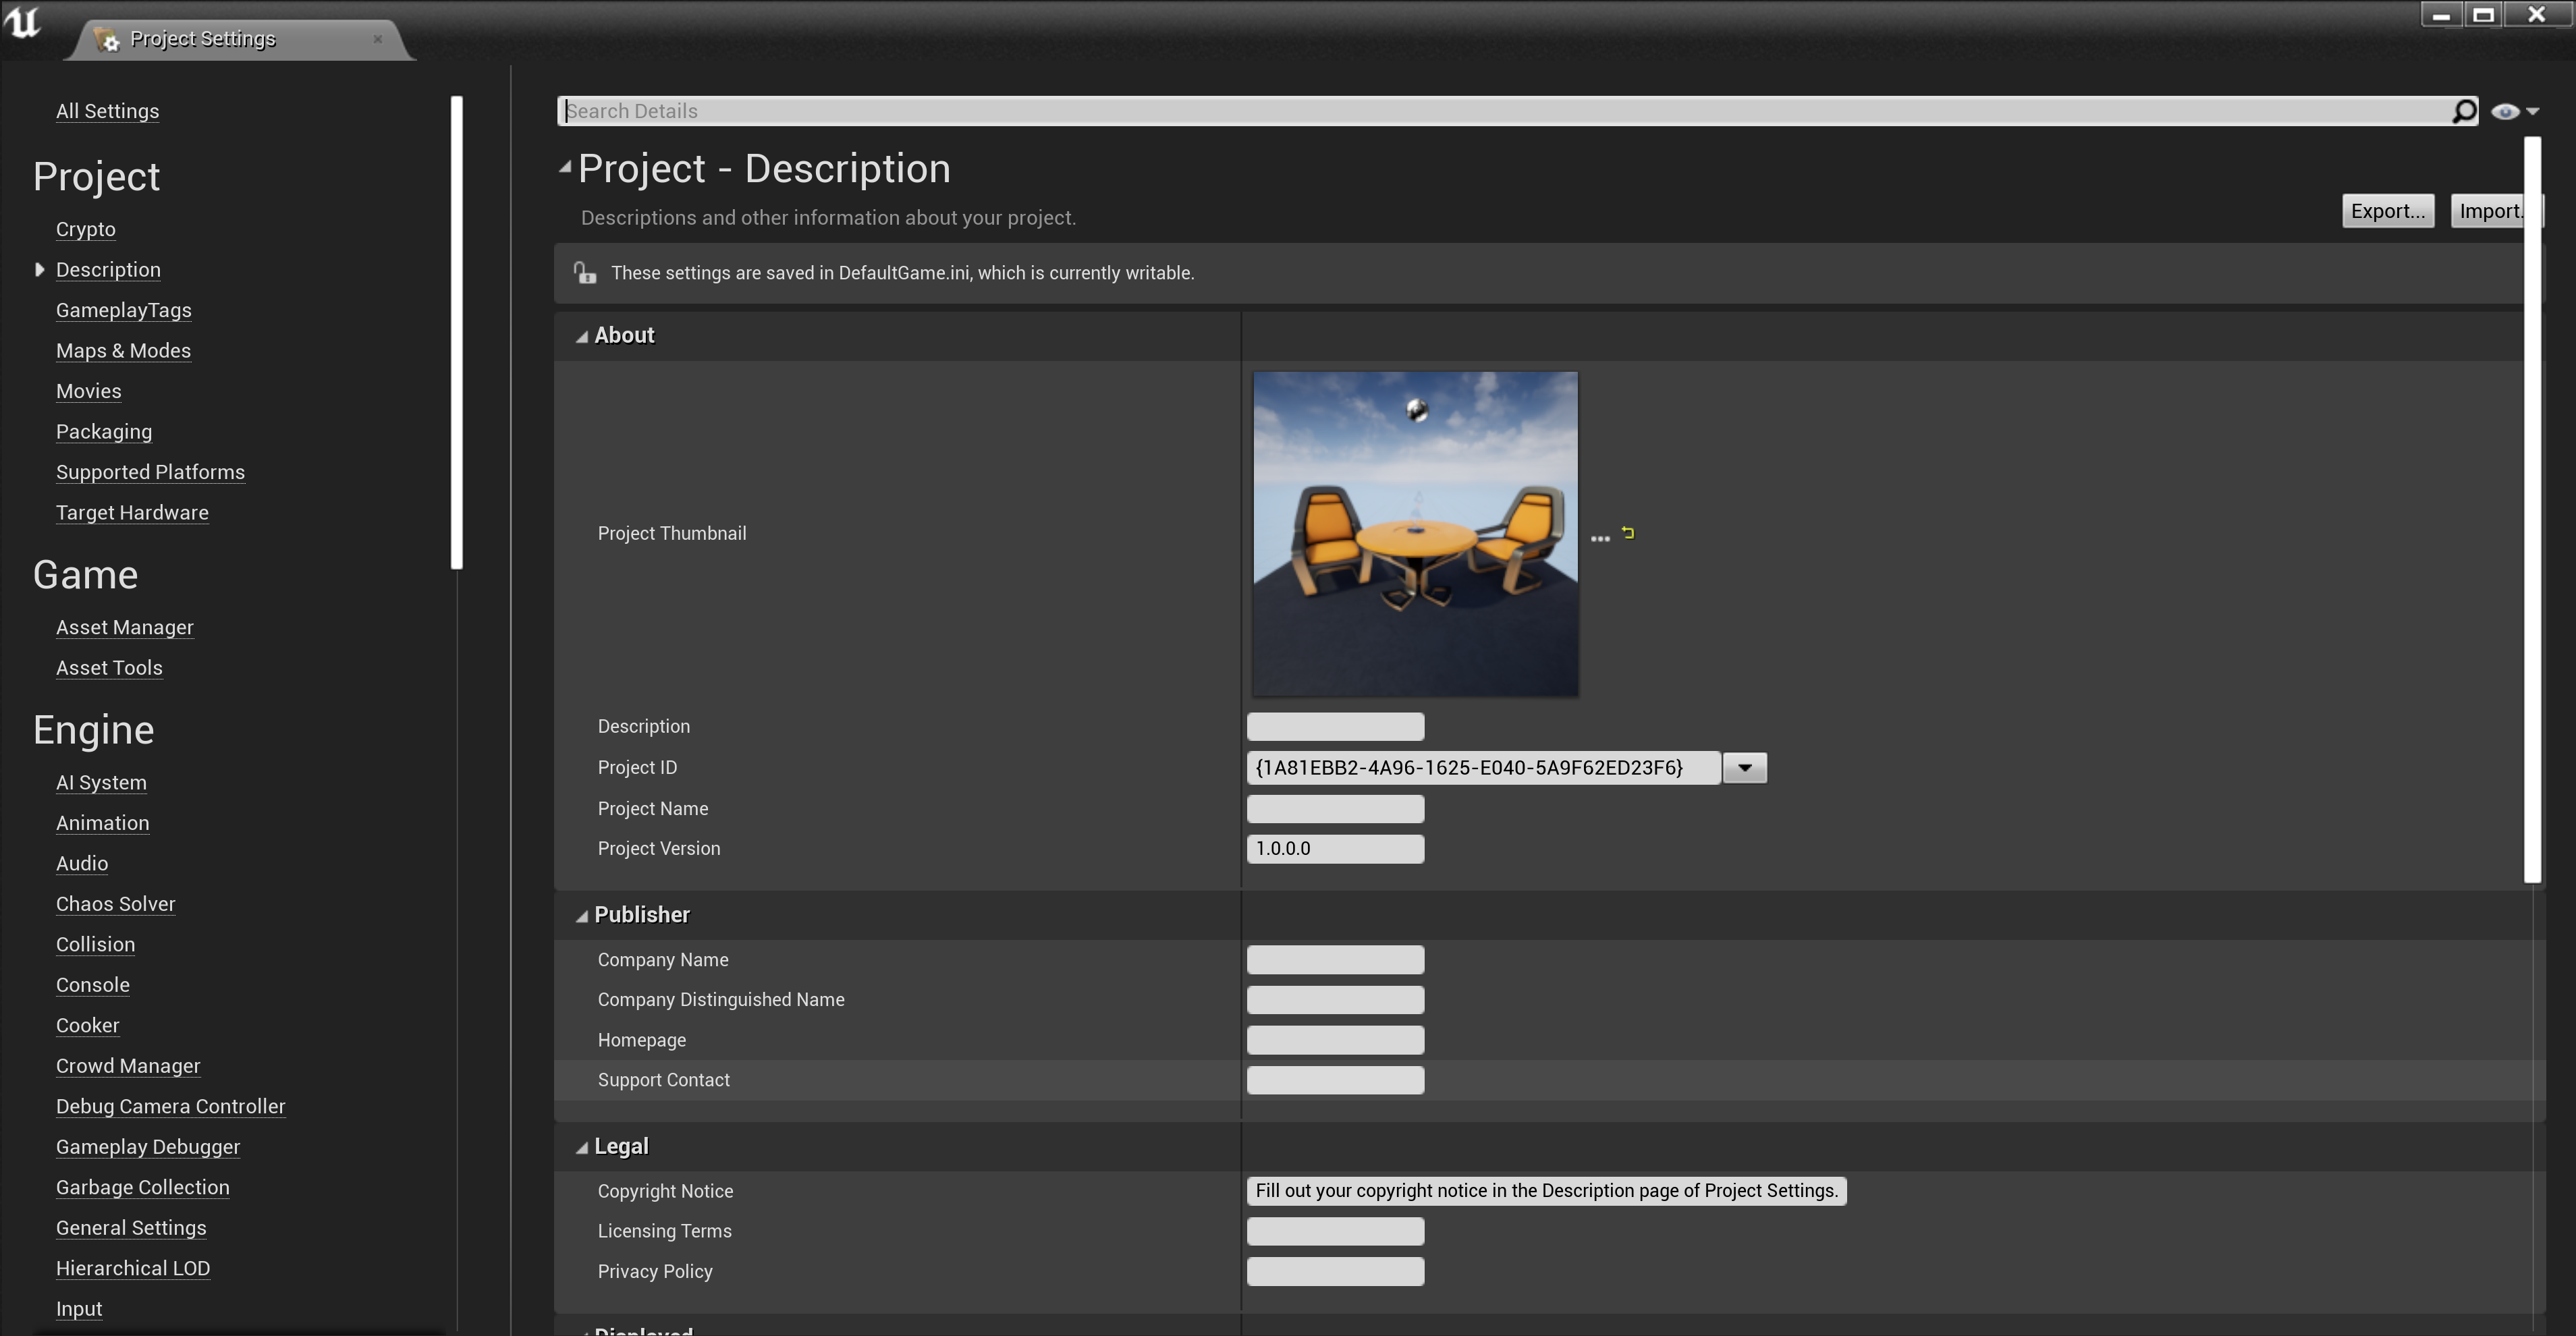 Project Settings
All Settings
Project
Crypto
Description
GameplayTags
Maps & Modes
Movies
Packaging
Supported Platforms
Target Hardware
Game
Asset Manager
Asset Tools
Engine
AI System
Animation
Audio
Chaos Solver
Collision
Console
Cooker
Crowd Manager
Debug Camera Controller
Gameplay Debugger
Garbage Collection
General Settings
Hierarchical LOD
Input
Search Details
Project - Description
Descriptions and other information about your project.
Export...
Import.
These settings are saved in DefaultGame.ini, which is currently writable.
About
Project Thumbnail
...
Description
Project ID {1A81EBB2-4A96-1625-E040-5A9F62ED23F6}
Project Name
Project Version 1.0.0.0
Publisher
Company Name
Company Distinguished Name
Homepage
Support Contact
Legal
Copyright Notice Fill out your copyright notice in the Description page of Project Settings.
Licensing Terms
Privacy Policy
Displayed